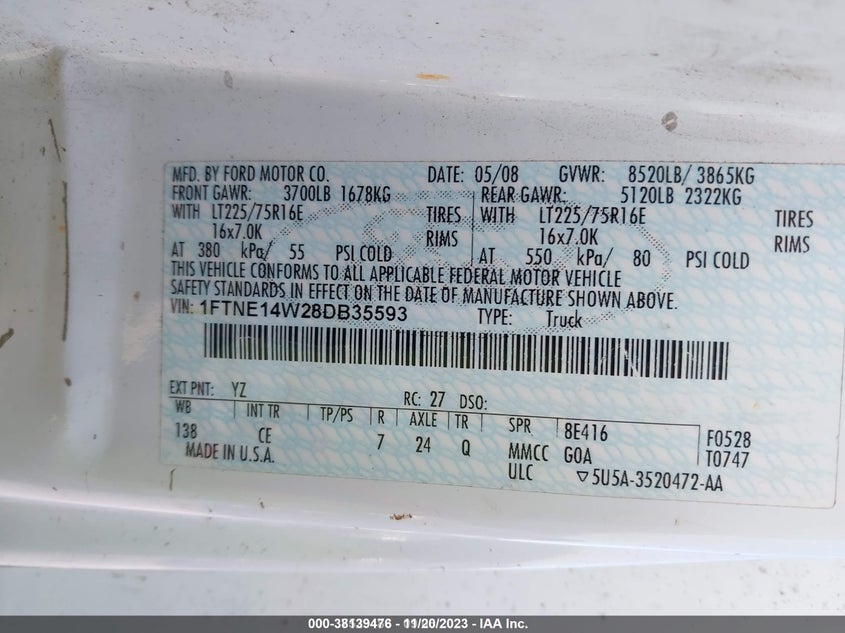 MFD. BY FORD MOTOR CO. DATE: 05/08 GVWR: 8520LB/ 3865KG
FRONT GAWR: 3700LB 1678KG REAR GAWR: 5120LB 2322KG
WITH LT225/75R16E TIRES WITH LT225/75R16E TIRES
16x7.0K RIMS 16x7.0K RIMS
AT 380 kPa/ 55 PSI COLD AT 550 kPa/ 80 PSI COLD
THIS VEHICLE CONFORMS TO ALL APPLICABLE FEDERAL MOTOR VEHICLE
SAFETY STANDARDS IN EFFECT ON THE DATE OF MANUFACTURE SHOWN ABOVE.
VIN: 1FTNE14W28DB35593 TYPE: Truck
EXT PNT: YZ RC: 27 DSO:
WB INT TR TP/PS R AXLE TR SPR 8E416 F0528
138 CE 7 24 Q MMCC GOA T0747
MADE IN U.S.A. ULC ▽5U5A-3520472-AA
000-38139476 - 11/20/2023 - IAA Inc.